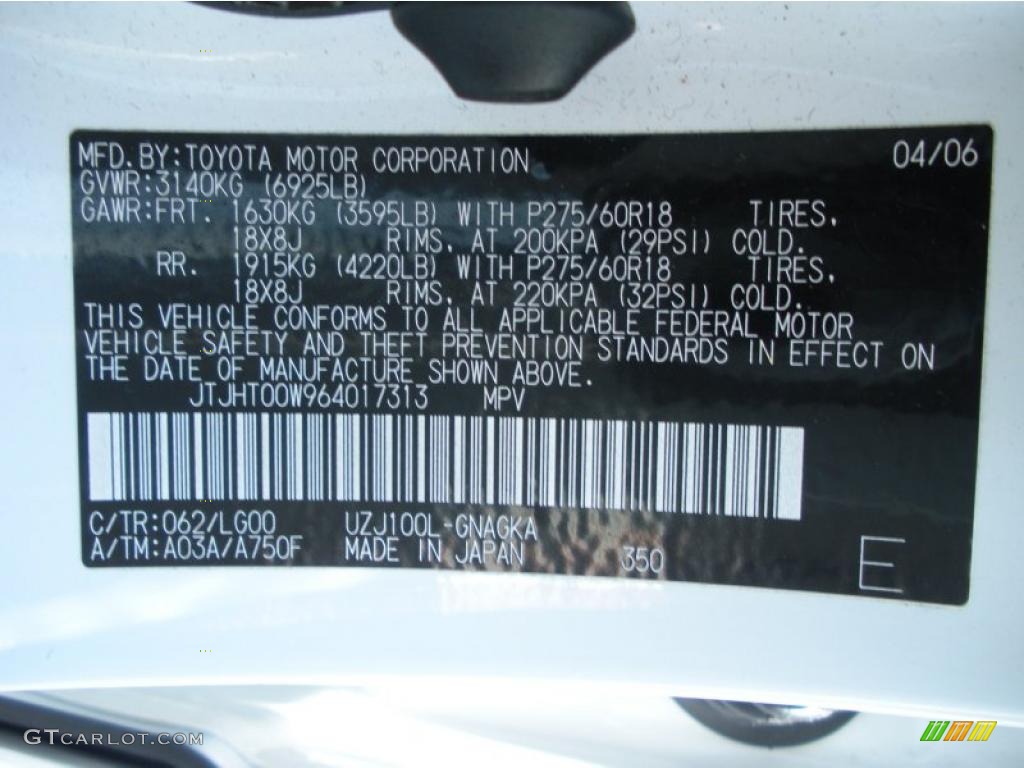 MFD.BY:TOYOTA MOTOR CORPORATION 04/06
GVWR:3140KG (6925LB)
GAWR:FRT. 1630KG (3595LB) WITH P275/60R18 TIRES,
18X8J RIMS, AT 200KPA (29PSI) COLD.
RR. 1915KG (4220LB) WITH P275/60R18 TIRES,
18X8J RIMS, AT 220KPA (32PSI) COLD.
THIS VEHICLE CONFORMS TO ALL APPLICABLE FEDERAL MOTOR
VEHICLE SAFETY AND THEFT PREVENTION STANDARDS IN EFFECT ON
THE DATE OF MANUFACTURE SHOWN ABOVE.
JTJHT00W964017313 MPV
C/TR:062/LG00 UZJ100L-GNAGKA
A/TM:A03A/A750F MADE IN JAPAN 350 E
GTCARLOT.COM